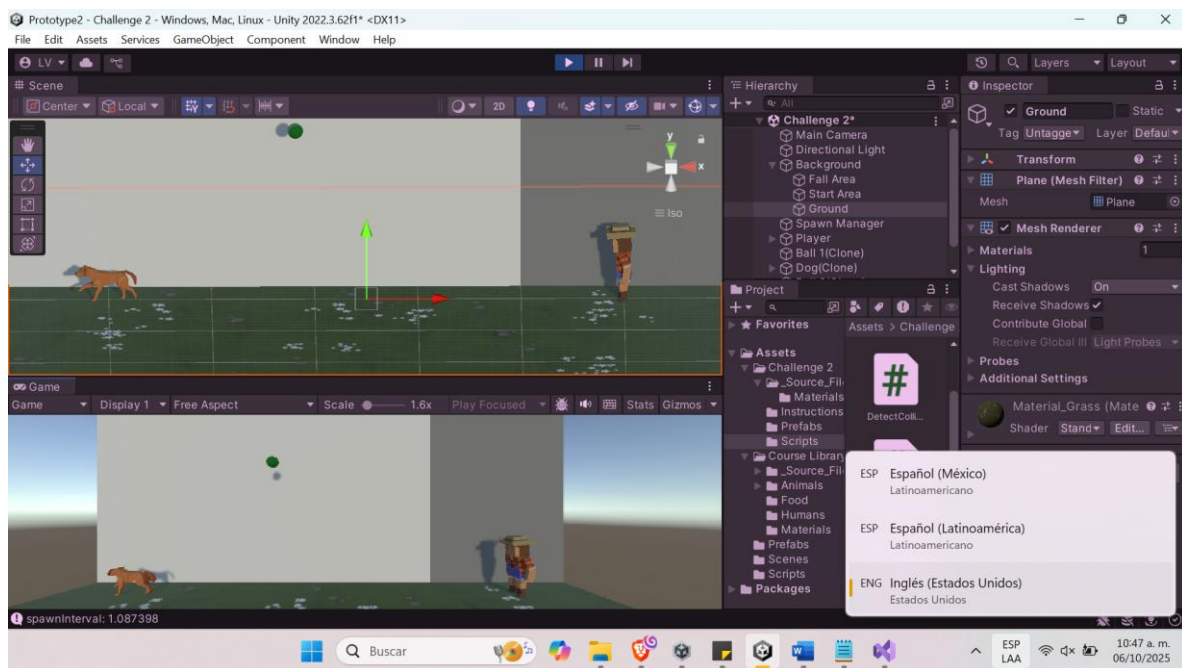 Prototype2 - Challenge 2 - Windows, Mac, Linux - Unity 2022.3.62f1* <DX11>
File Edit Assets Services GameObject Component Window Help
LV
Layers Layout
Scene
Center Local 2D
y
x
Iso
Hierarchy
All
Challenge 2*
Main Camera
Directional Light
Background
Fall Area
Start Area
Ground
Spawn Manager
Player
Ball 1(Clone)
Dog(Clone)
Inspector
Ground Static
Tag Untagge Layer Defaul
Transform
Plane (Mesh Filter)
Mesh Plane
Mesh Renderer
Materials 1
Lighting
Cast Shadows On
Receive Shadows
Contribute Global
Receive Global Ill Light Probes
Probes
Additional Settings
Material_Grass (Mate
Shader Stand Edit...
Project
Favorites
Assets
Challenge 2
_Source_Fil
Materials
Instructions
Prefabs
Scripts
Course Library
_Source_Fil
Animals
Food
Humans
Materials
Prefabs
Scenes
Scripts
Packages
Assets > Challenge
#
DetectColli...
Game
Game Display 1 Free Aspect Scale 1.6x Play Focused Stats Gizmos
ESP Español (México)
Latinoamericano
ESP Español (Latinoamérica)
Latinoamericano
ENG Inglés (Estados Unidos)
Estados Unidos
spawnInterval: 1.087398
Buscar
ESP
LAA
10:47 a. m.
06/10/2025